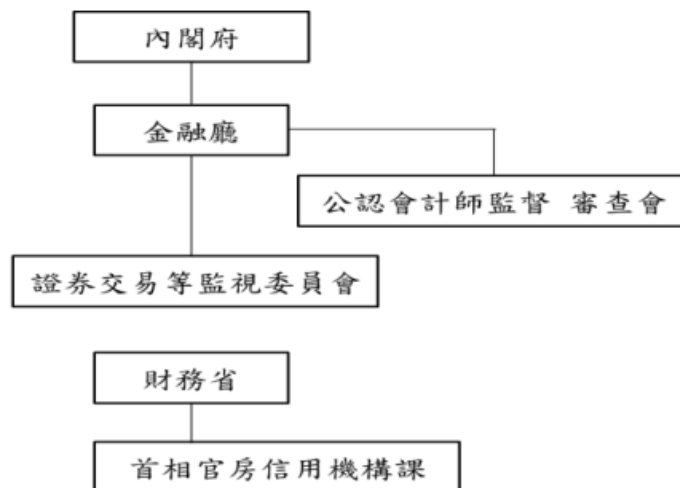 內閣府
金融廳
公認會計師監督 審查會
證券交易等監視委員會
財務省
首相官房信用機構課